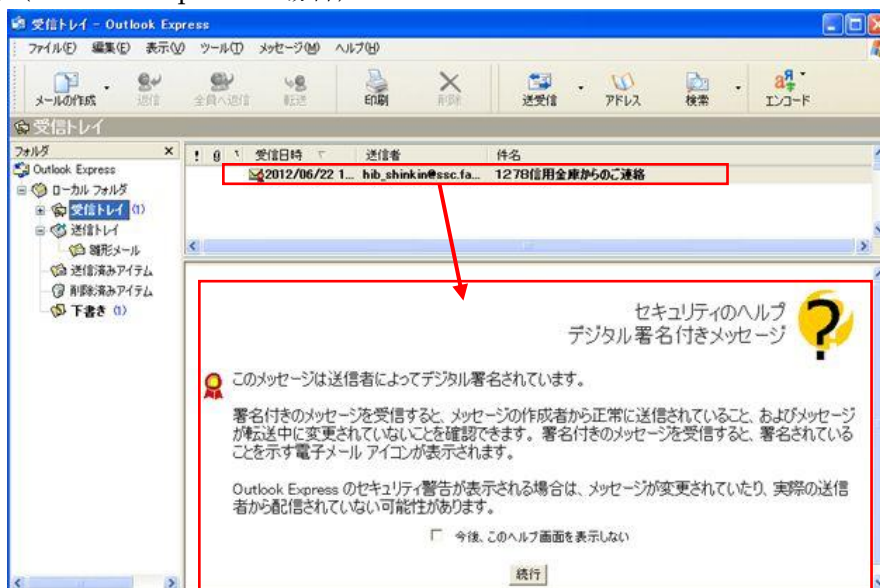 受信トレイ - Outlook Express
ファイル(F) 編集(E) 表示(V) ツール(T) メッセージ(M) ヘルプ(H)
メールの作成 返信 全員へ返信 転送 印刷 削除 送受信 アドレス 検索 エンコード
受信トレイ
フォルダ ×
! 受信日時 送信者 件名
2012/06/22 1... hib_shinkin@ssc.fa... 1278信用金庫からのご連絡
Outlook Express
ローカル フォルダ
受信トレイ (1)
送信トレイ
雛形メール
送信済みアイテム
削除済みアイテム
下書き (1)
セキュリティのヘルプ
デジタル署名付きメッセージ
このメッセージは送信者によってデジタル署名されています。
署名付きのメッセージを受信すると、メッセージの作成者から正常に送信されていること、およびメッセージ
が転送中に変更されていないことを確認できます。署名付きのメッセージを受信すると、署名されている
ことを示す電子メール アイコンが表示されます。
Outlook Express のセキュリティ警告が表示される場合は、メッセージが変更されていたり、実際の送信
者から配信されていない可能性があります。
今後、このヘルプ画面を表示しない
続行